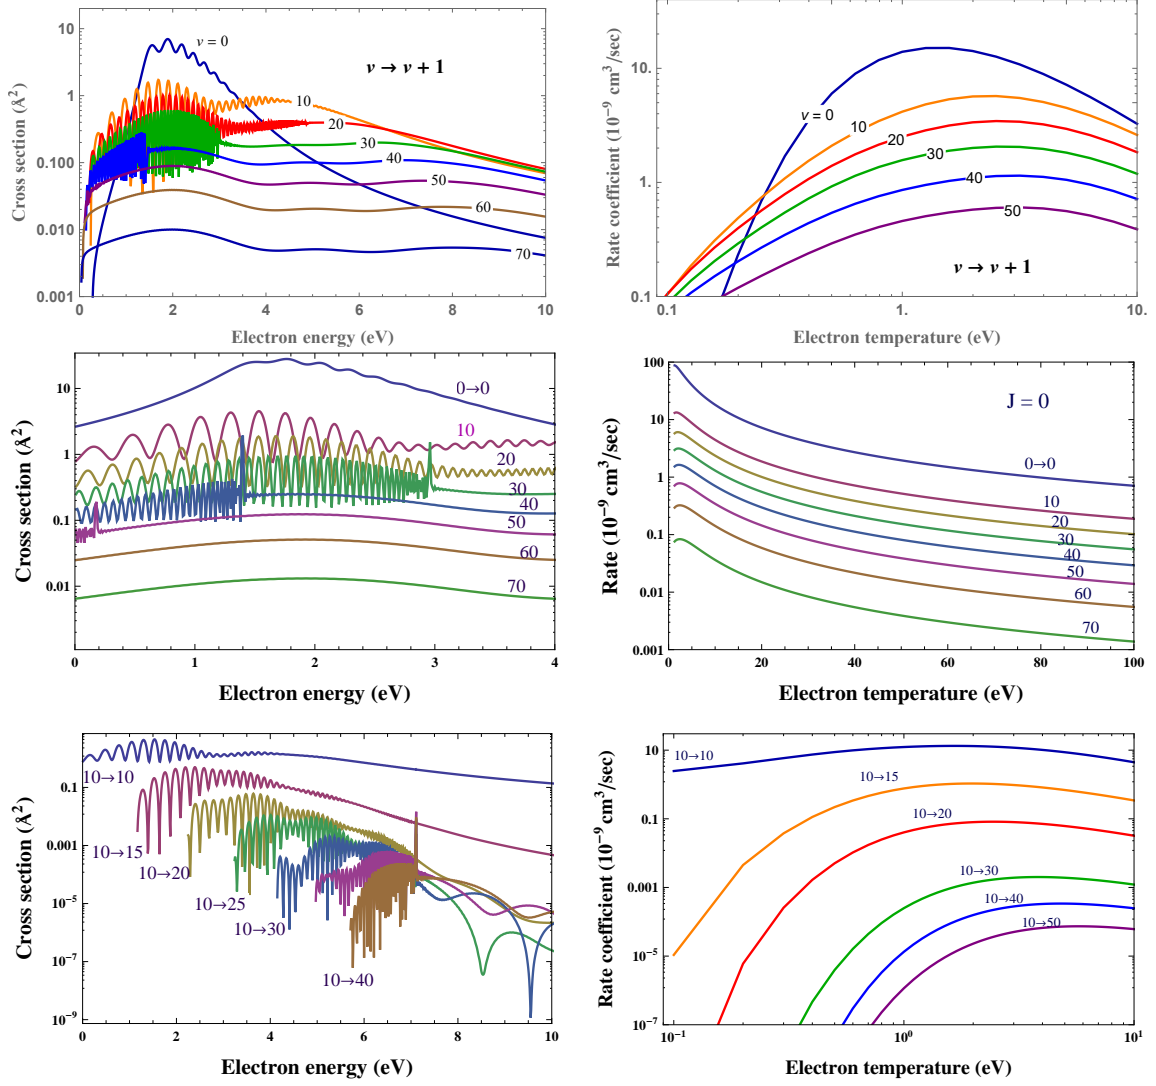 Cross section (Å²)
10
1
0.100
0.010
0.001
v = 0
v → v + 1
10
20
30
40
50
60
70
0 2 4 6 8 10
Electron energy (eV)
Rate coefficient (10⁻⁹ cm³/sec)
10.
1.
0.1
v = 0
10
20
30
40
50
v → v + 1
0.1 1. 10.
Electron temperature (eV)
Cross section (Å²)
10
1
0.1
0.01
0→0
10
20
30
40
50
60
70
0 1 2 3 4
Electron energy (eV)
Rate (10⁻⁹ cm³/sec)
100
10
1
0.1
0.01
0.001
J = 0
0→0
10
20
30
40
50
60
70
0 20 40 60 80 100
Electron temperature (eV)
Cross section (Å²)
0.1
0.001
10⁻⁵
10⁻⁷
10⁻⁹
10→10
10→15
10→20
10→25
10→30
10→40
0 2 4 6 8 10
Electron energy (eV)
Rate coefficient (10⁻⁹ cm³/sec)
10
0.1
0.001
10⁻⁵
10⁻⁷
10→10
10→15
10→20
10→30
10→40
10→50
10⁻¹ 10⁰ 10¹
Electron temperature (eV)